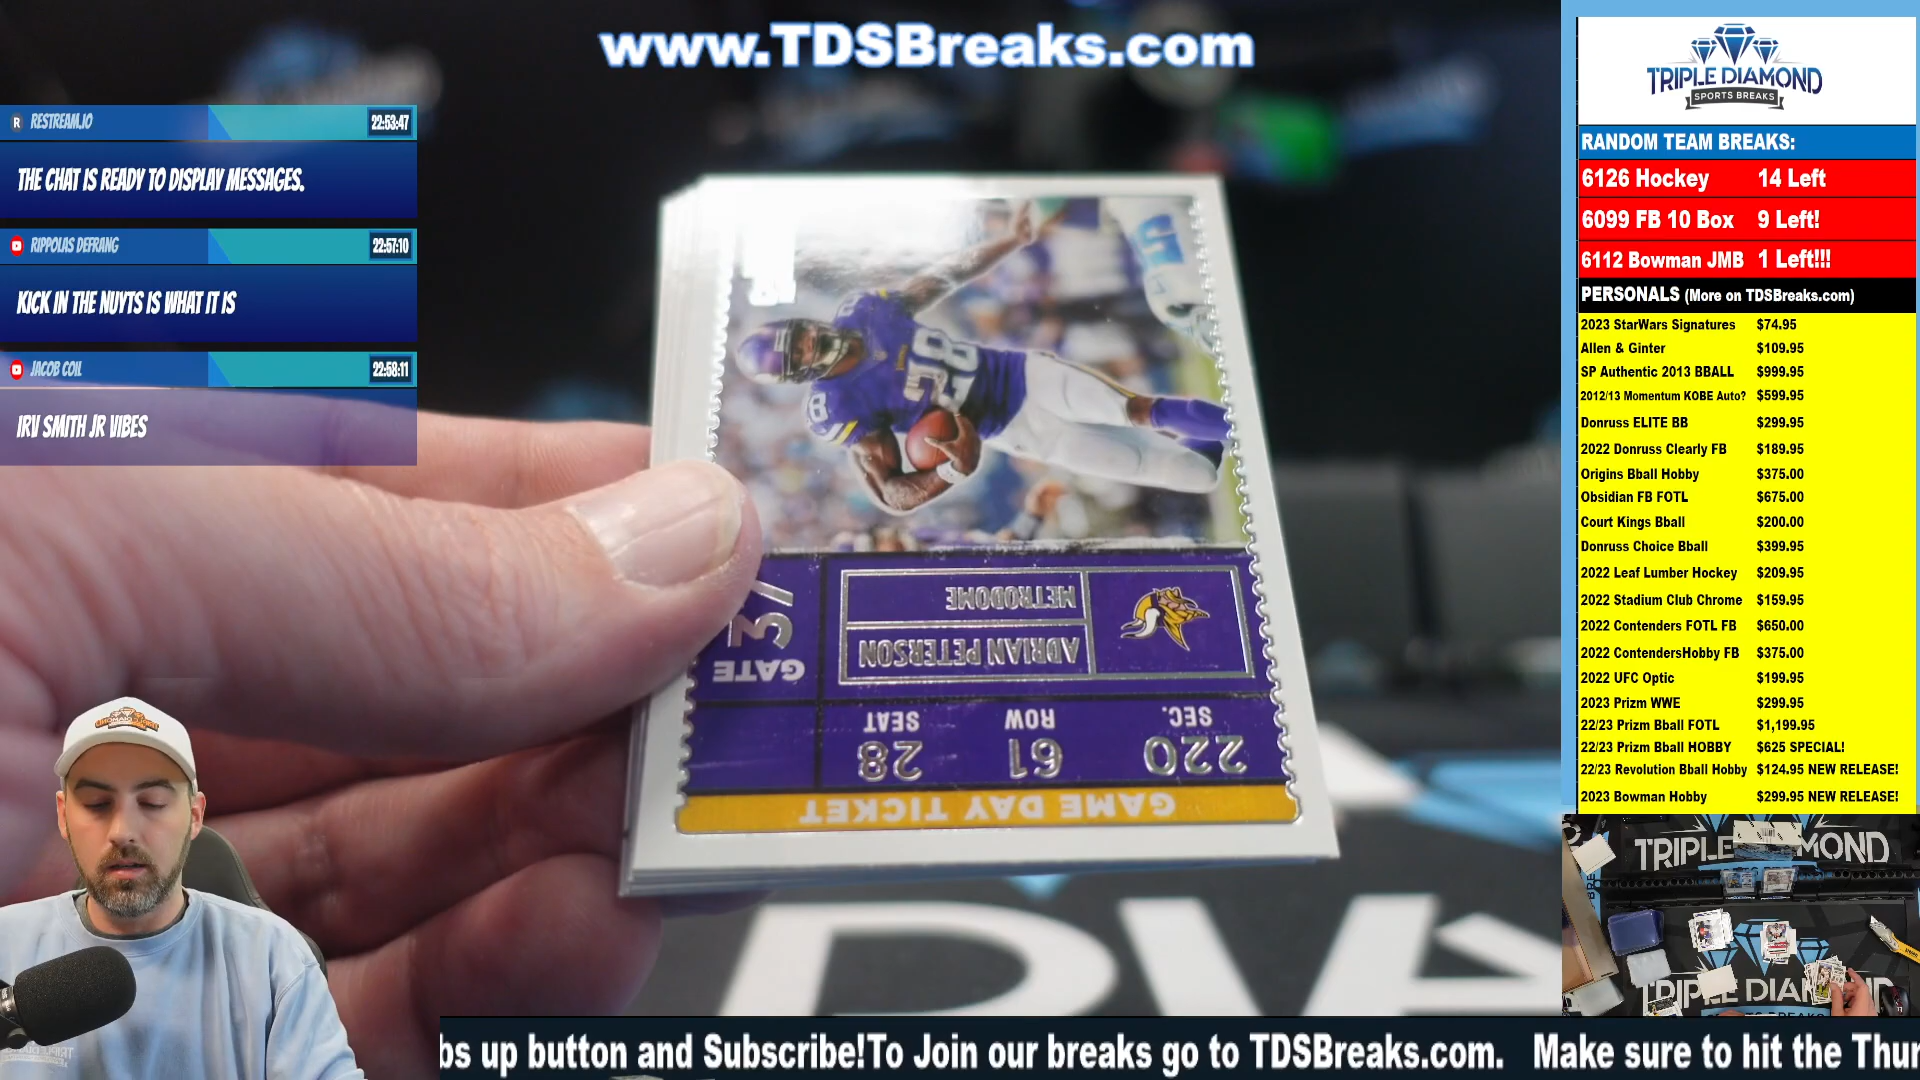 www.TDSBreaks.com
RESTREAM.IO
22:53:47
THE CHAT IS READY TO DISPLAY MESSAGES.
RIPPOLAS DEFRANG
22:57:10
KICK IN THE NUYTS IS WHAT IT IS
JACOB COIL
22:58:11
IRV SMITH JR VIBES
28
METRODOME
ADRIAN PETERSON
GATE
37
SEC.
ROW
SEAT
220
61
28
GAME DAY TICKET
TRIPLE DIAMOND
SPORTS BREAKS
RANDOM TEAM BREAKS:
6126 Hockey 14 Left
6099 FB 10 Box 9 Left!
6112 Bowman JMB 1 Left!!!
PERSONALS (More on TDSBreaks.com)
2023 StarWars Signatures $74.95
Allen & Ginter $109.95
SP Authentic 2013 BBALL $999.95
2012/13 Momentum KOBE Auto? $599.95
Donruss ELITE BB $299.95
2022 Donruss Clearly FB $189.95
Origins Bball Hobby $375.00
Obsidian FB FOTL $675.00
Court Kings Bball $200.00
Donruss Choice Bball $399.95
2022 Leaf Lumber Hockey $209.95
2022 Stadium Club Chrome $159.95
2022 Contenders FOTL FB $650.00
2022 ContendersHobby FB $375.00
2022 UFC Optic $199.95
2023 Prizm WWE $299.95
22/23 Prizm Bball FOTL $1,199.95
22/23 Prizm Bball HOBBY $625 SPECIAL!
22/23 Revolution Bball Hobby $124.95 NEW RELEASE!
2023 Bowman Hobby $299.95 NEW RELEASE!
bs up button and Subscribe!To Join our breaks go to TDSBreaks.com. Make sure to hit the Thu